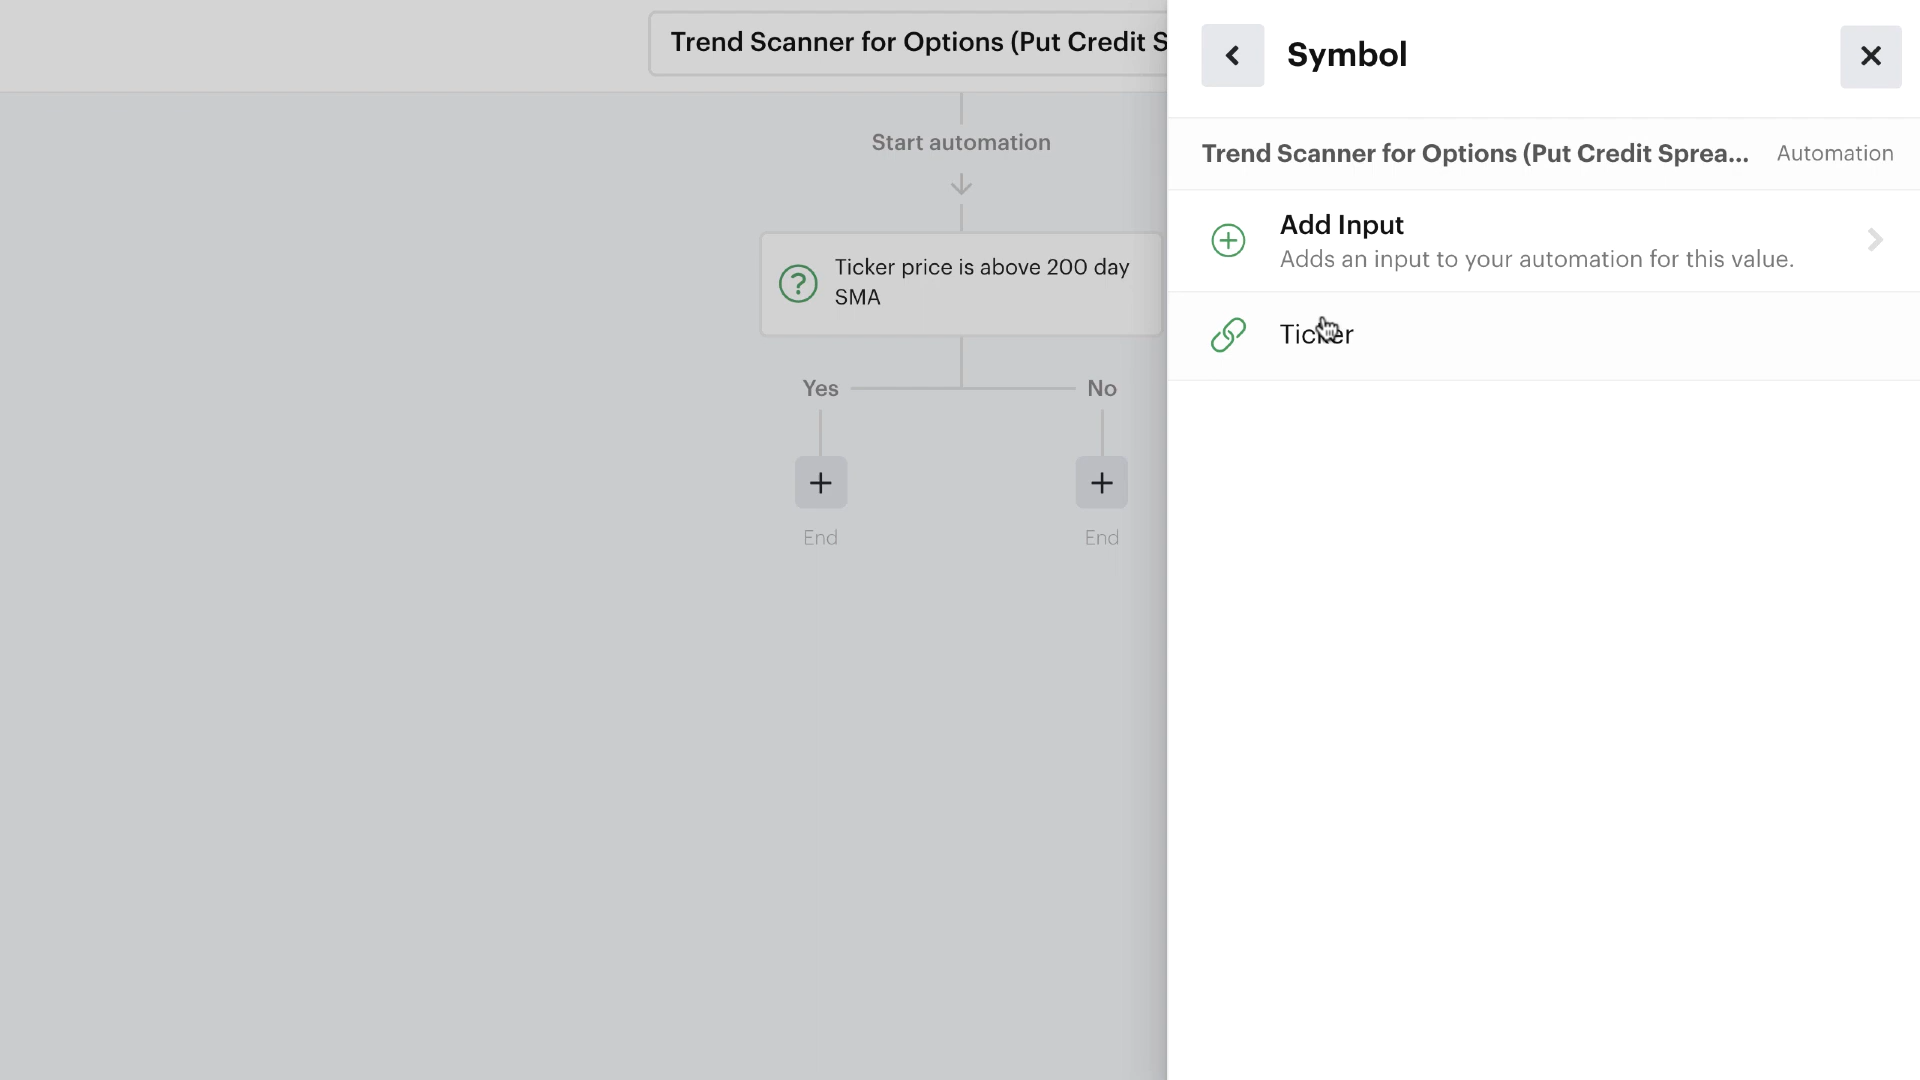 Trend Scanner for Options (Put Credit S
Start automation
Ticker price is above 200 day
SMA
Yes
No
End
End
Symbol
Trend Scanner for Options (Put Credit Sprea...
Automation
Add Input
Adds an input to your automation for this value.
Ticker